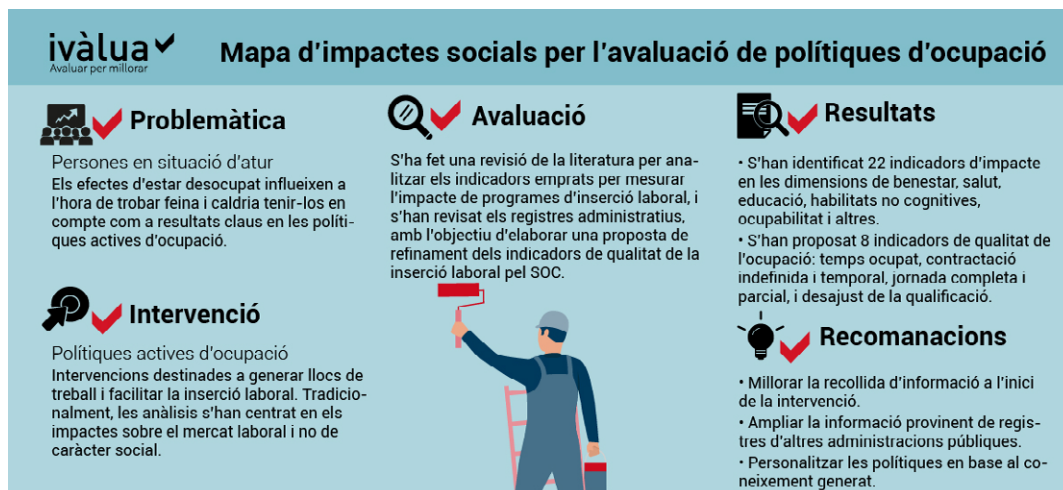 ivàlua
Avaluar per millorar
Mapa d'impactes socials per l'avaluació de polítiques d'ocupació
Problemàtica
Persones en situació d'atur
Els efectes d'estar desocupat influeixen a
l'hora de trobar feina i caldria tenir-los en
compte com a resultats claus en les políti-
ques actives d'ocupació.
Intervenció
Polítiques actives d'ocupació
Intervencions destinades a generar llocs de
treball i facilitar la inserció laboral. Tradicio-
nalment, les anàlisis s'han centrat en els
impactes sobre el mercat laboral i no de
caràcter social.
Avaluació
S'ha fet una revisió de la literatura per ana-
litzar els indicadors emprats per mesurar
l'impacte de programes d'inserció laboral, i
s'han revisat els registres administratius,
amb l'objectiu d'elaborar una proposta de
refinament dels indicadors de qualitat de la
inserció laboral pel SOC.
Resultats
• S'han identificat 22 indicadors d'impacte
en les dimensions de benestar, salut,
educació, habilitats no cognitives,
ocupabilitat i altres.
• S'han proposat 8 indicadors de qualitat de
l'ocupació: temps ocupat, contractació
indefinida i temporal, jornada completa i
parcial, i desajust de la qualificació.
Recomanacions
• Millorar la recollida d'informació a l'inici
de la intervenció.
• Ampliar la informació provinent de regis-
tres d'altres administracions públiques.
• Personalitzar les polítiques en base al co-
neixement generat.